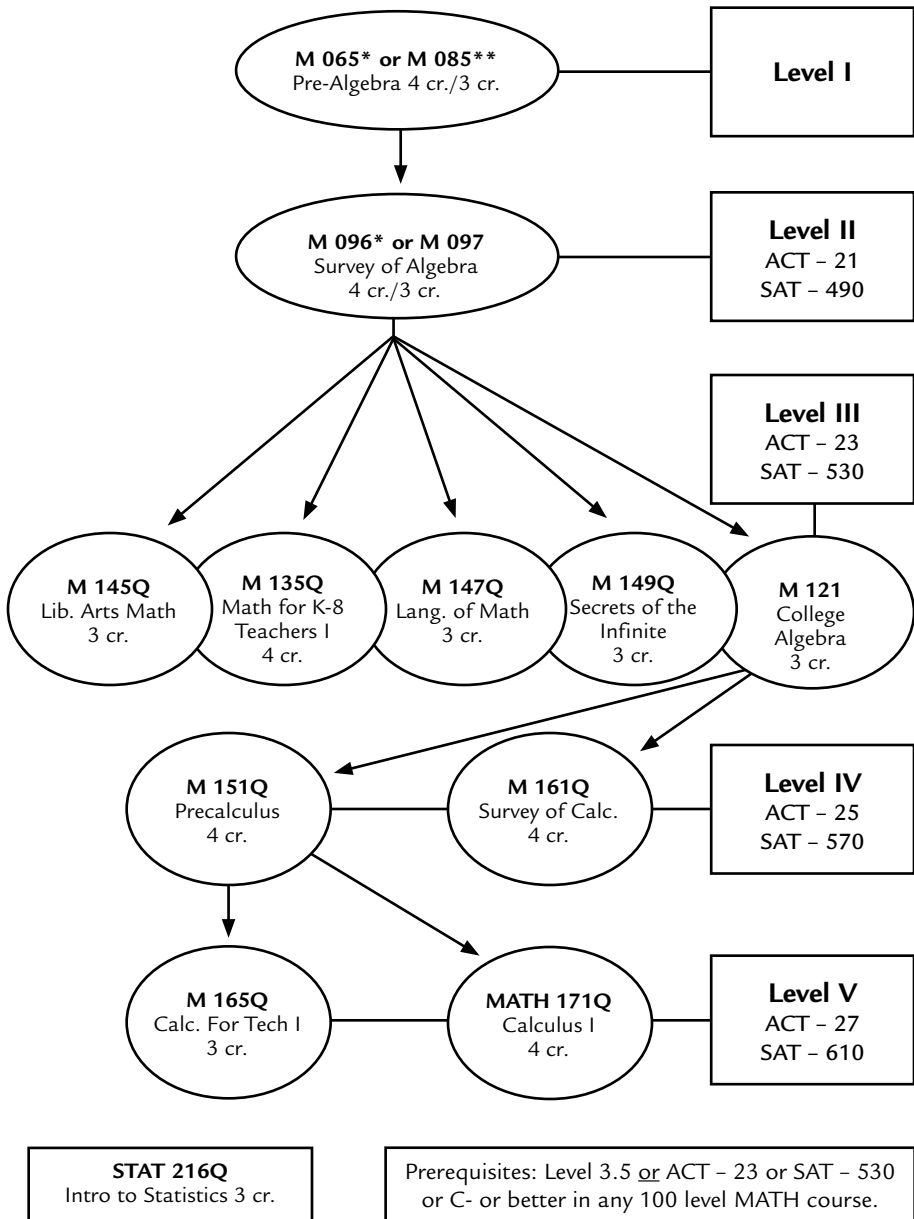 M 065* or M 085**
Pre-Algebra 4 cr./3 cr.
Level I
M 096* or M 097
Survey of Algebra
4 cr./3 cr.
Level II
ACT – 21
SAT – 490
Level III
ACT – 23
SAT – 530
M 145Q
Lib. Arts Math
3 cr.
M 135Q
Math for K-8
Teachers I
4 cr.
M 147Q
Lang. of Math
3 cr.
M 149Q
Secrets of the
Infinite
3 cr.
M 121
College
Algebra
3 cr.
M 151Q
Precalculus
4 cr.
M 161Q
Survey of Calc.
4 cr.
Level IV
ACT – 25
SAT – 570
M 165Q
Calc. For Tech I
3 cr.
MATH 171Q
Calculus I
4 cr.
Level V
ACT – 27
SAT – 610
STAT 216Q
Intro to Statistics 3 cr.
Prerequisites: Level 3.5 or ACT – 23 or SAT – 530
or C- or better in any 100 level MATH course.